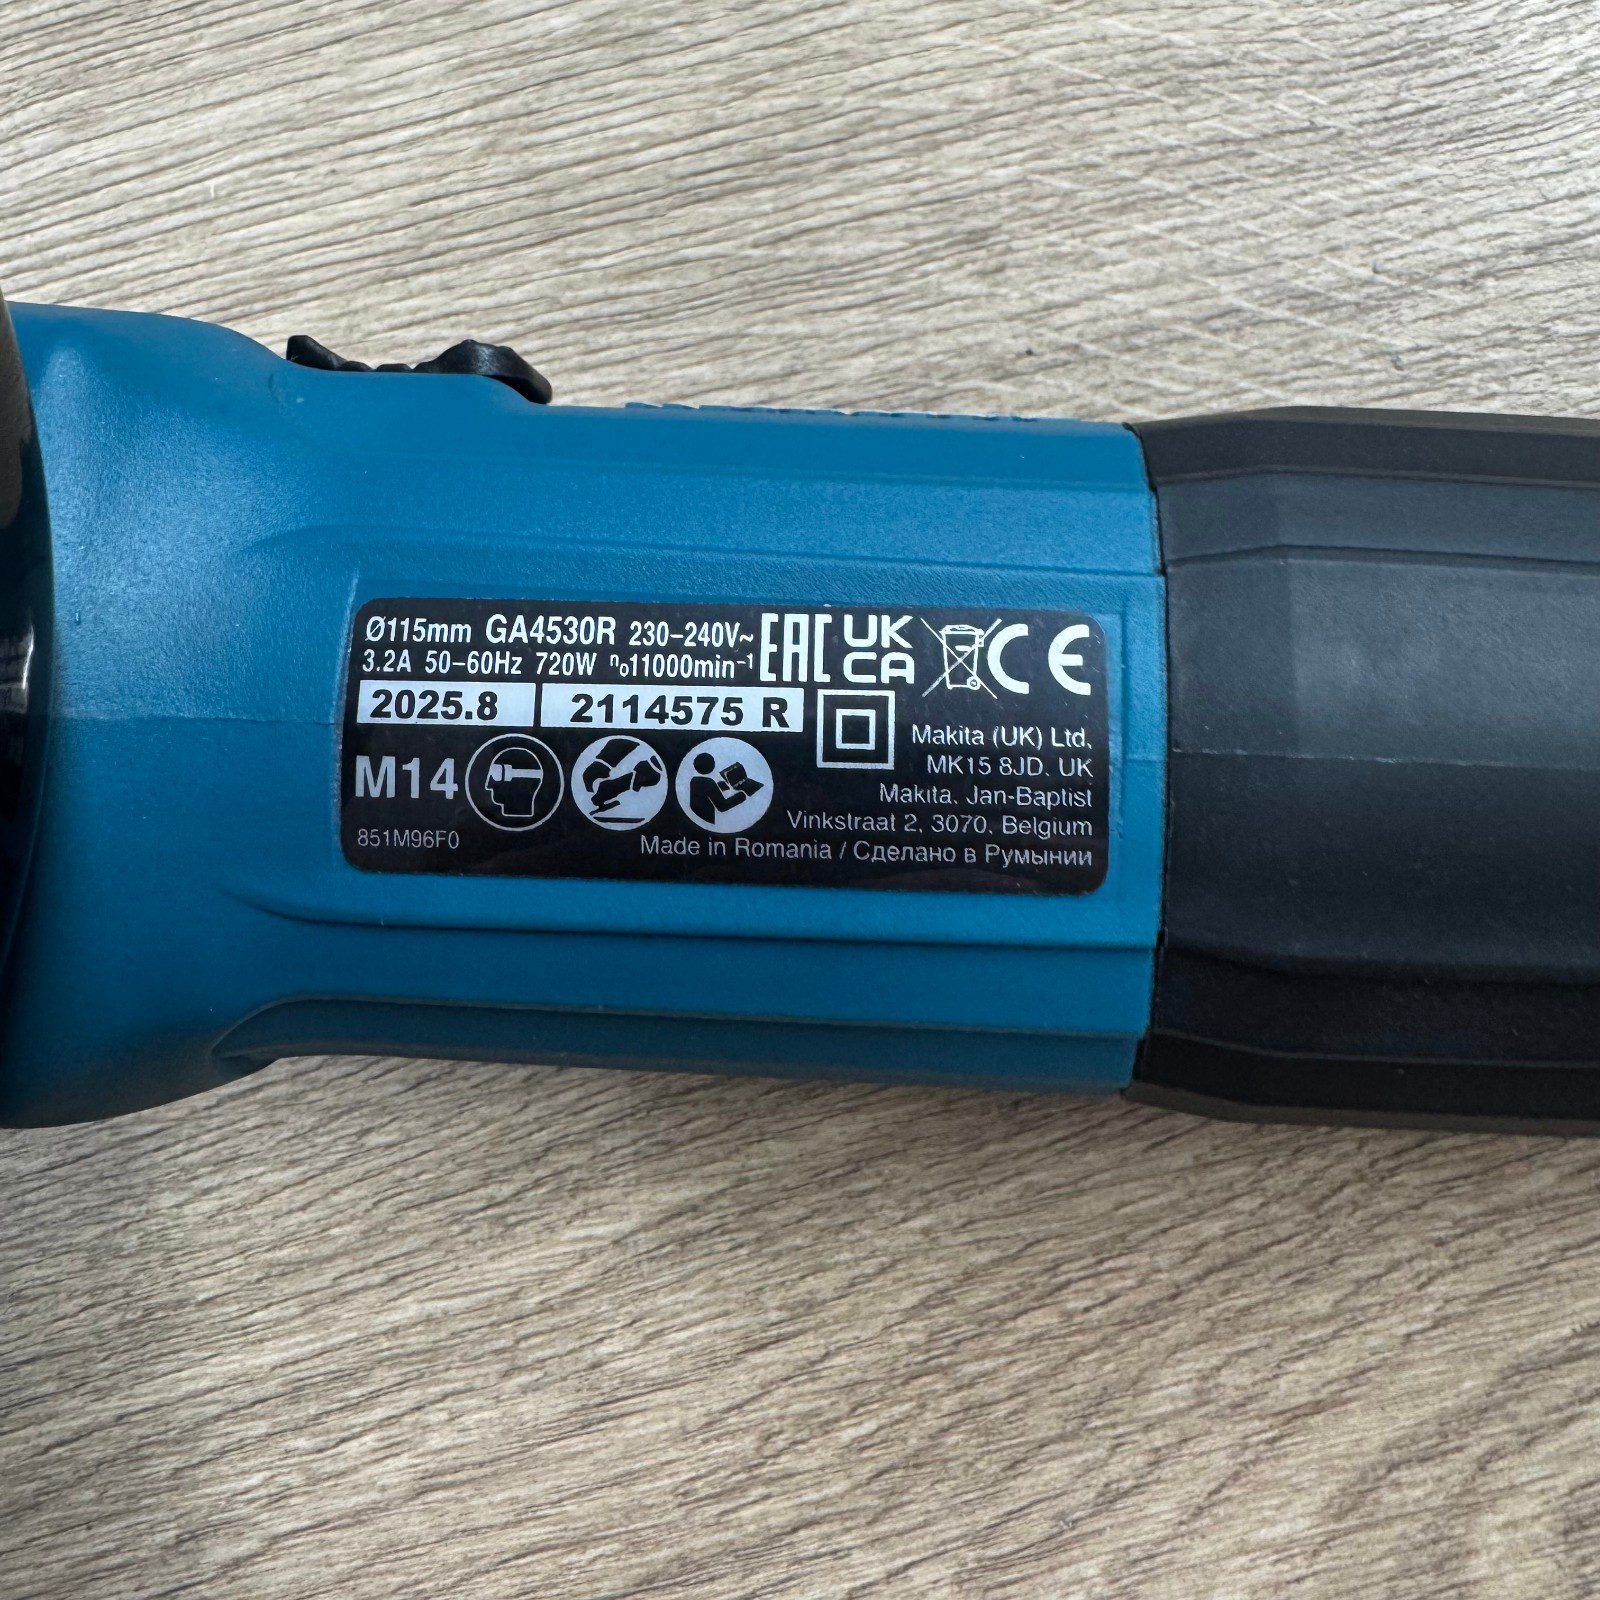 Ø115mm GA4530R 230-240V~
3.2A 50-60Hz 720W n₀11000min⁻¹
EAC UK CA CE
2025.8 2114575 R
M14
851M96F0
Makita (UK) Ltd.
MK15 8JD. UK
Makita. Jan-Baptist
Vinkstraat 2, 3070. Belgium
Made in Romania / Сделано в Румынии